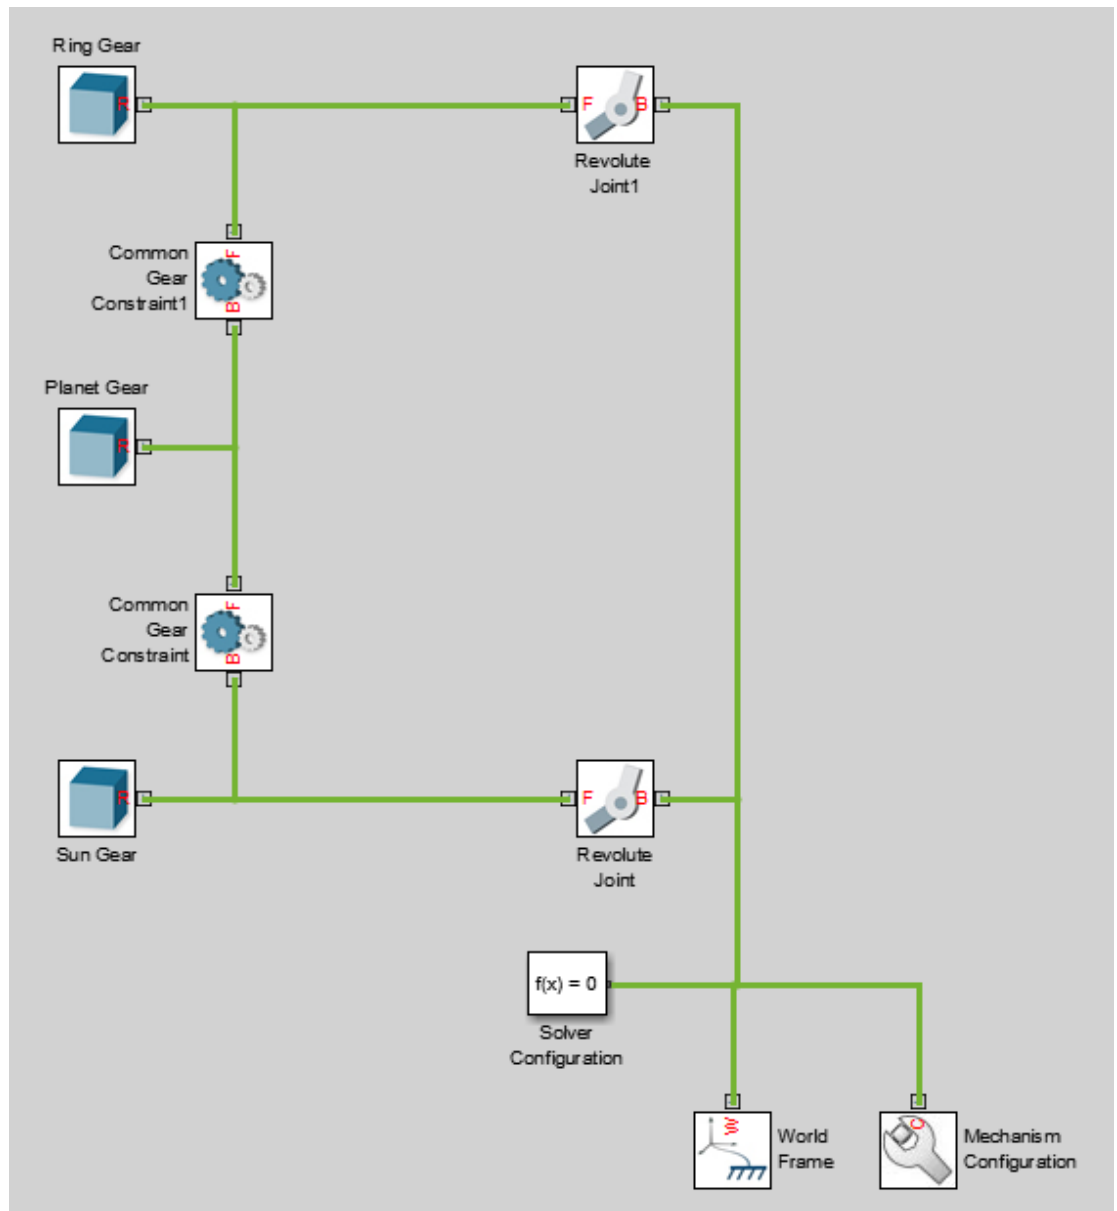 Ring Gear
R
F
B
Revolute
Joint1
Common
Gear
Constraint1
F
B
Planet Gear
R
Common
Gear
Constraint
F
B
R
Sun Gear
F
B
Revolute
Joint
f(x) = 0
Solver
Configuration
W
World
Frame
C
Mechanism
Configuration